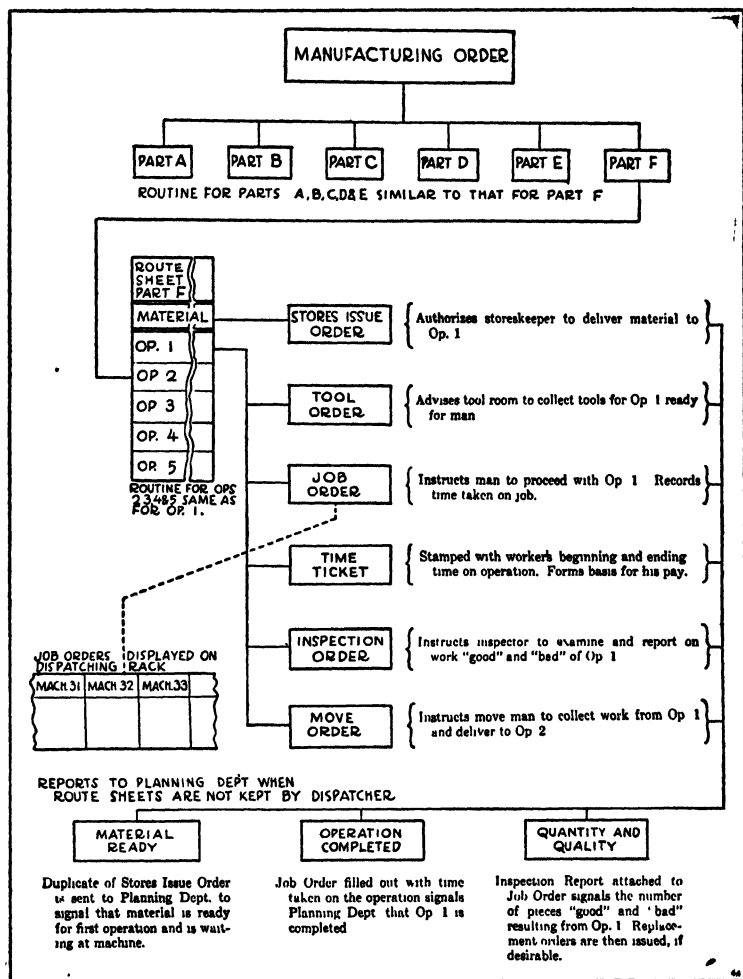 MANUFACTURING ORDER
PART A
PART B
PART C
PART D
PART E
PART F
ROUTINE FOR PARTS A,B,C,D&E SIMILAR TO THAT FOR PART F
ROUTE
SHEET
PART F
MATERIAL
OP. 1
OP 2
OP 3
OP. 4
OP. 5
ROUTINE FOR OPS
2,3,4&5 SAME AS
FOR OP. 1.
STORES ISSUE
ORDER
Authorizes storeskeeper to deliver material to
Op. 1
TOOL
ORDER
Advises tool room to collect tools for Op 1 ready
for man
JOB
ORDER
Instructs man to proceed with Op 1 Records
time taken on job.
TIME
TICKET
Stamped with worker's beginning and ending
time on operation. Forms basis for his pay.
INSPECTION
ORDER
Instructs inspector to examine and report on
work "good" and "bad" of Op 1
MOVE
ORDER
Instructs move man to collect work from Op 1
and deliver to Op 2
JOB ORDERS DISPLAYED ON
DISPATCHING RACK
MACH. 31
MACH 32
MACH. 33
REPORTS TO PLANNING DEPT WHEN
ROUTE SHEETS ARE NOT KEPT BY DISPATCHER
MATERIAL
READY
Duplicate of Stores Issue Order
is sent to Planning Dept. to
signal that material is ready
for first operation and is wait-
ing at machine.
OPERATION
COMPLETED
Job Order filled out with time
taken on the operation signals
Planning Dept that Op 1 is
completed
QUANTITY AND
QUALITY
Inspection Report attached to
Job Order signals the number
of pieces "good" and "bad"
resulting from Op. 1 Replace-
ment orders are then issued, if
desirable.